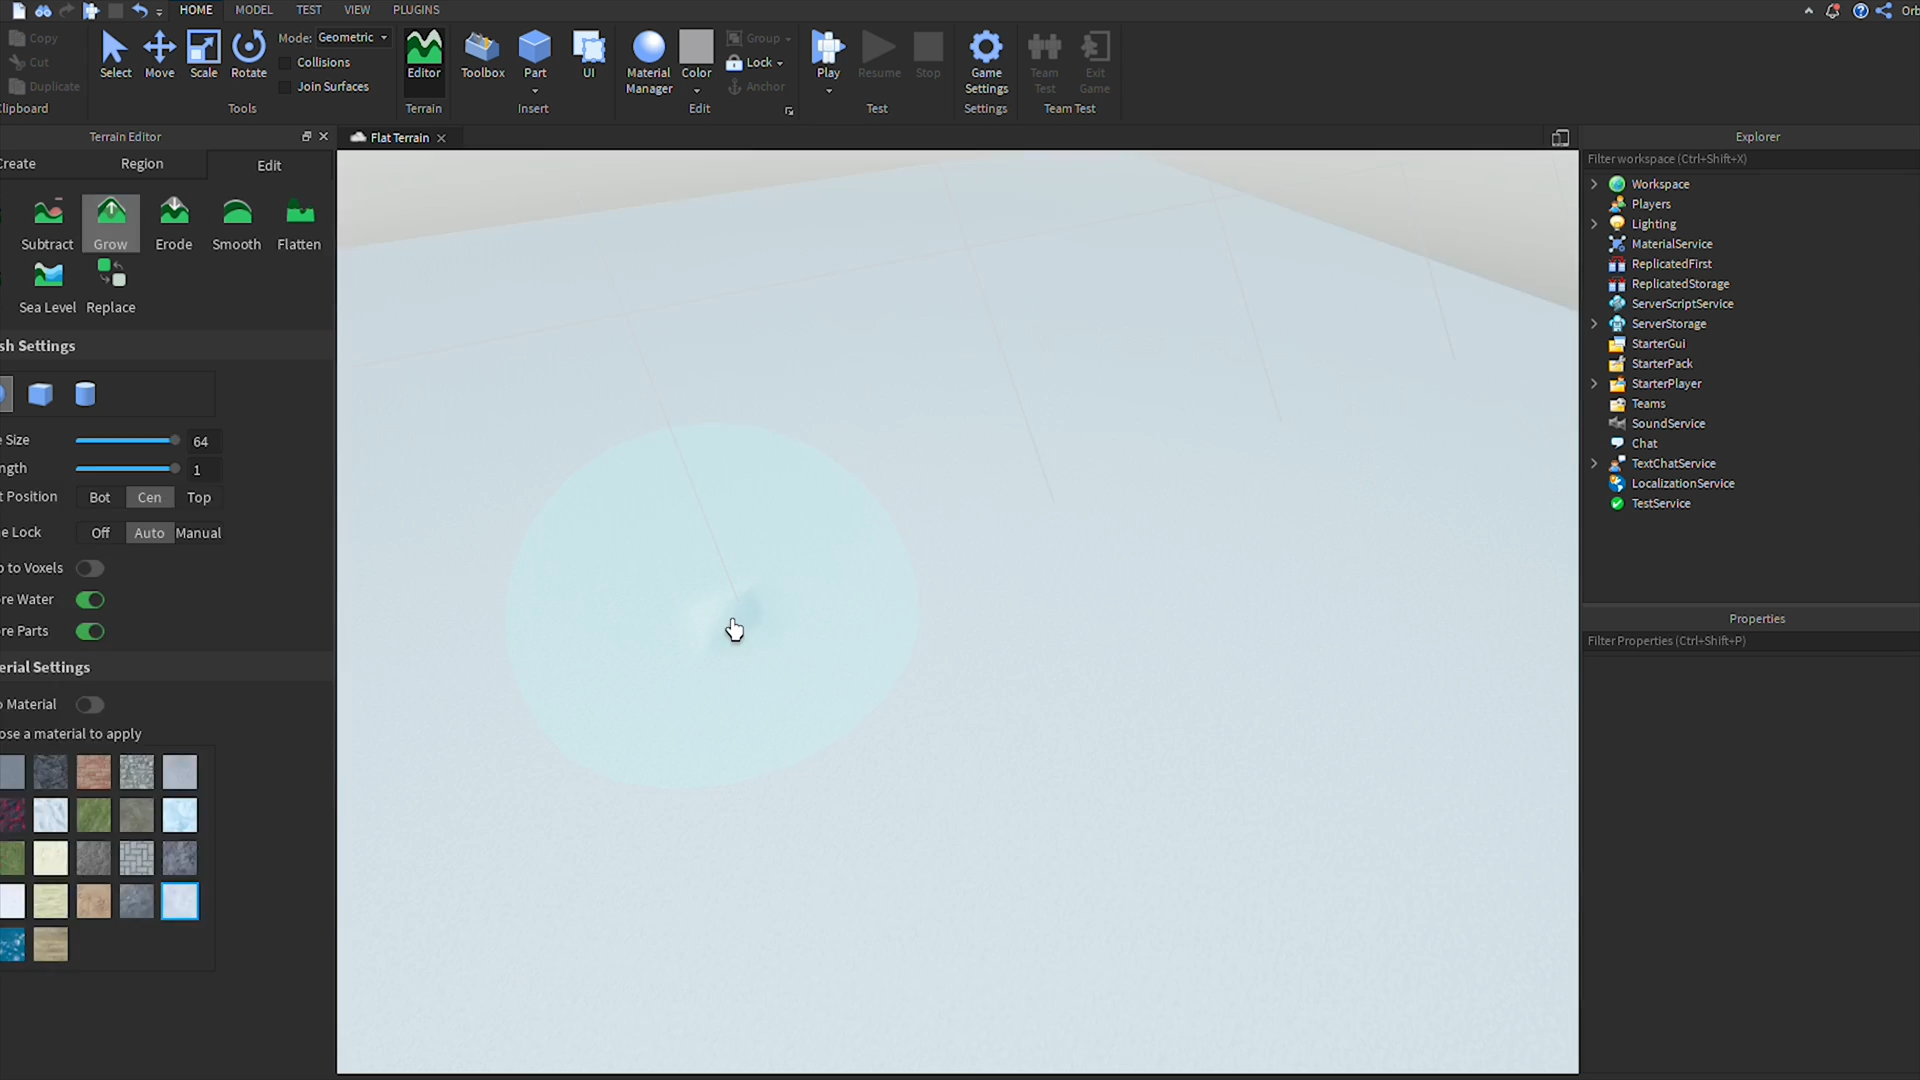 HOME MODEL TEST VIEW PLUGINS
Orb
Copy
Cut
Duplicate
Clipboard
Select
Move
Scale
Rotate
Mode: Geometric
Collisions
Join Surfaces
Tools
Editor
Terrain
Toolbox
Part
UI
Insert
Material
Manager
Color
Group
Lock
Anchor
Edit
Play
Resume
Stop
Test
Game
Settings
Settings
Team
Test
Exit
Game
Team Test
Terrain Editor
Flat Terrain
Explorer
Create Region Edit
Subtract Grow Erode Smooth Flatten
Sea Level Replace
sh Settings
e Size 64
ngth 1
t Position Bot Cen Top
e Lock Off Auto Manual
p to Voxels
re Water
re Parts
erial Settings
o Material
ose a material to apply
Filter workspace (Ctrl+Shift+X)
Workspace
Players
Lighting
MaterialService
ReplicatedFirst
ReplicatedStorage
ServerScriptService
ServerStorage
StarterGui
StarterPack
StarterPlayer
Teams
SoundService
Chat
TextChatService
LocalizationService
TestService
Properties
Filter Properties (Ctrl+Shift+P)